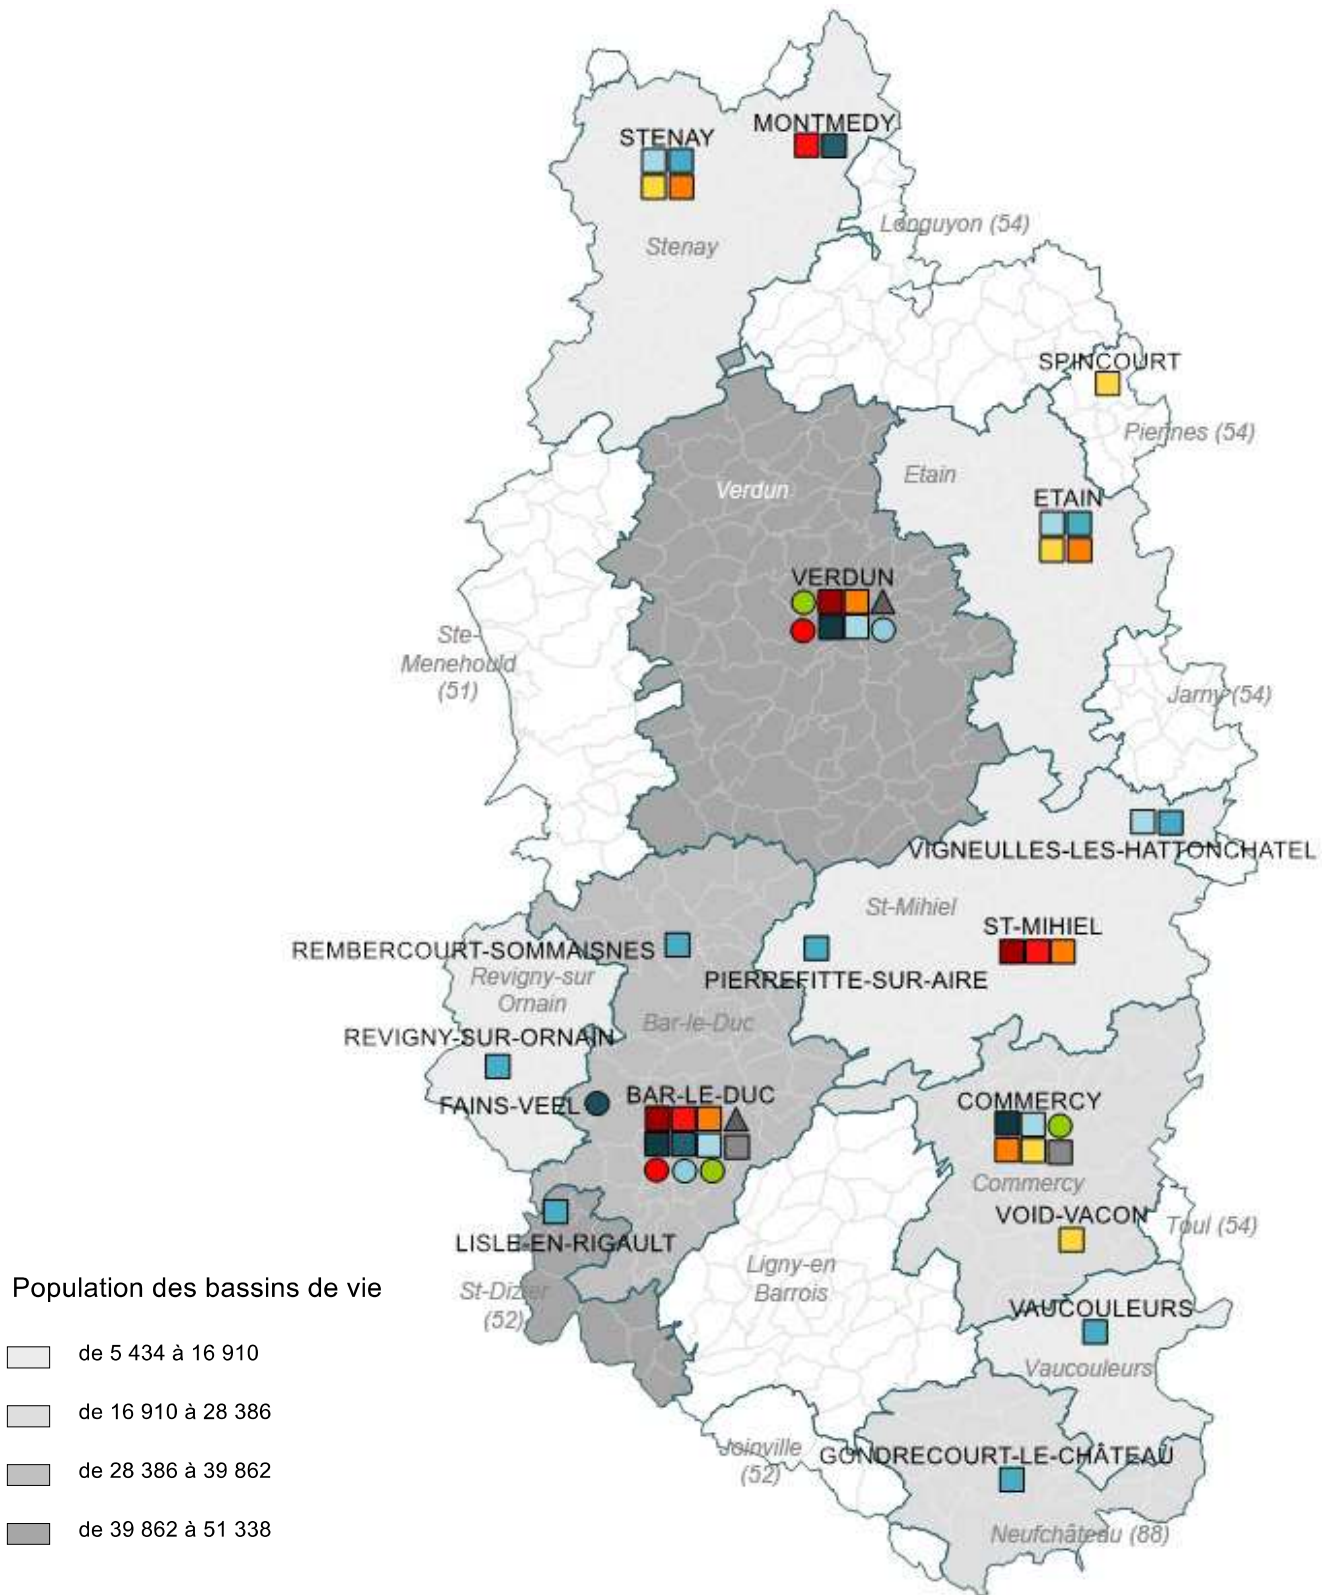 MONTMEDY
STENAY
Longuyon (54)
Stenay
SPINCOURT
Piennes (54)
Etain
Verdun
ETAIN
VERDUN
Ste-
Menehould
(51)
Jarny (54)
VIGNEULLES-LES-HATTONCHATEL
St-Mihiel
ST-MIHIEL
REMBERCOURT-SOMMAISNES
Revigny-sur
Ornain
PIERREFITTE-SUR-AIRE
Bar-le-Duc
REVIGNY-SUR-ORNAIN
BAR-LE-DUC
FAINS-VEEL
COMMERCY
Commercy
VOID-VACON
Toul (54)
LISLE-EN-RIGAULT
Ligny-en
Barrois
St-Dizier
(52)
Population des bassins de vie
VAUCOULEURS
Vaucouleurs
de 5 434 à 16 910
de 16 910 à 28 386
Joinville
(52)
GONDRECOURT-LE-CHÂTEAU
de 28 386 à 39 862
de 39 862 à 51 338
Neufchâteau (88)